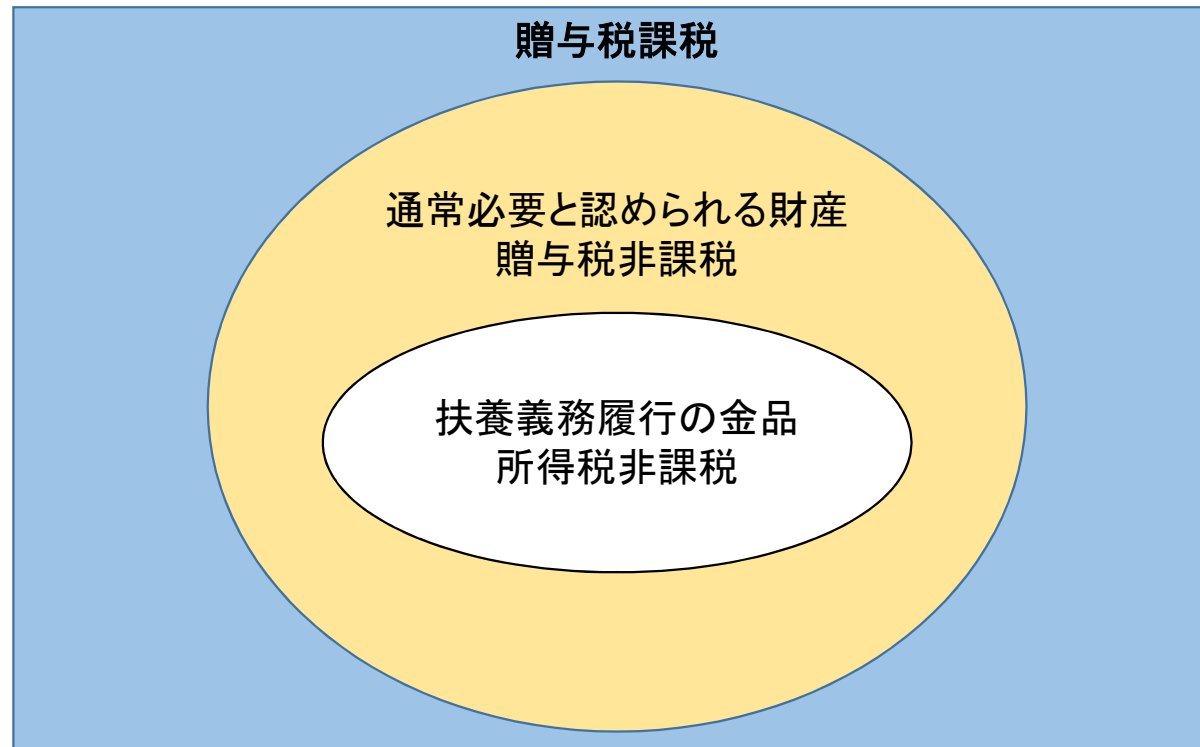 贈与税課税
通常必要と認められる財産
贈与税非課税
扶養義務履行の金品
所得税非課税